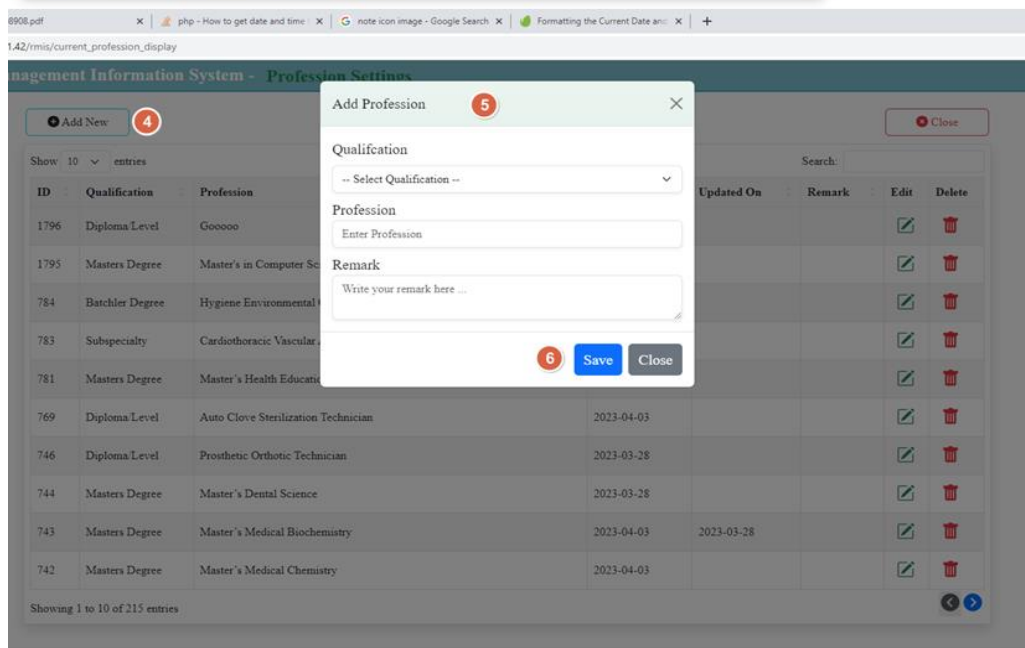 8908.pdf
php - How to get date and time
note icon image - Google Search
Formatting the Current Date and
1.42/rmis/current_profession_display
nagement Information System - Profession Settings
Add Profession 5
Add New 4
Close
Qualifcation
-- Select Qualification --
Show 10 entries
Search:
ID Qualification Profession Updated On Remark Edit Delete
Profession
Enter Profession
1796 Diploma/Level Gooooo
Remark
Write your remark here ...
1795 Masters Degree Master's in Computer
784 Batchler Degree Hygiene Environmental
783 Subspecialty Cardiothoracic Vascular
6 Save Close
781 Masters Degree Master's Health
769 Diploma/Level Auto Clove Sterilization Technician 2023-04-03
746 Diploma/Level Prosthetic Orthotic Technician 2023-03-28
744 Masters Degree Master's Dental Science 2023-03-28
743 Masters Degree Master's Medical Biochemistry 2023-04-03 2023-03-28
742 Masters Degree Master's Medical Chemistry 2023-04-03
Showing 1 to 10 of 215 entries